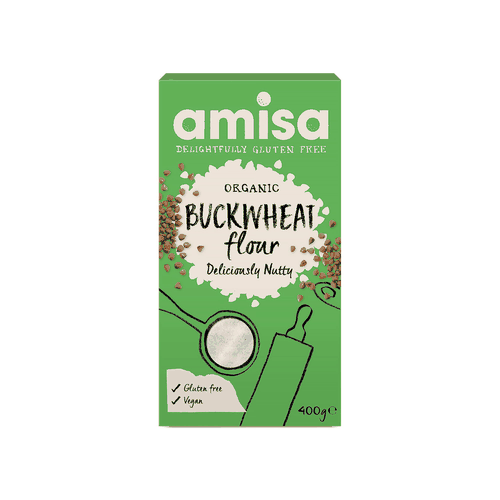 amisa
DELIGHTFULLY GLUTEN FREE
ORGANIC
BUCKWHEAT
flour
Deliciously Nutty
✓ Gluten free
✓ Vegan
400g℮